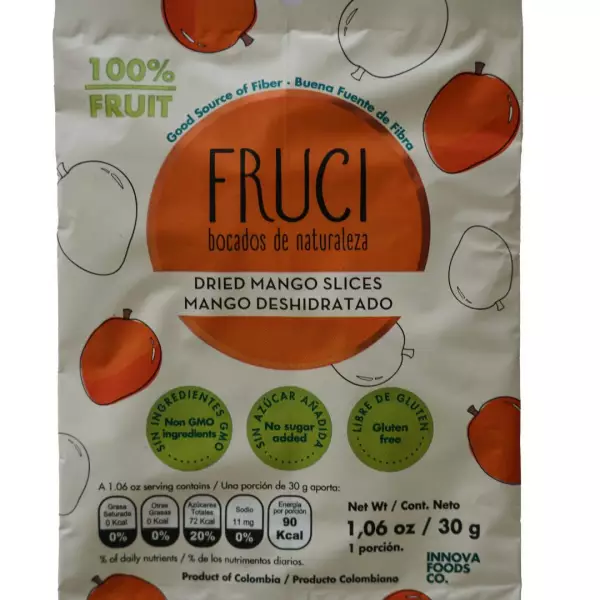 100%
FRUIT
Good Source of Fiber • Buena Fuente de Fibra
FRUCI
bocados de naturaleza
DRIED MANGO SLICES
MANGO DESHIDRATADO
SIN INGREDIENTES GMO
Non GMO
ingredients
SIN AZÚCAR AÑADIDA
No sugar
added
LIBRE DE GLUTEN
Gluten
free
A 1.06 oz serving contains / Una porción de 30 g aporta:
Grasa
Saturada
0 Kcal
0%
Otras
Grasas
0 Kcal
0%
Azúcares
Totales
72 Kcal
20%
Sodio
11 mg
0%
Energía
por porción
90
Kcal
% of daily nutrients / % de los nutrimentos diarios.
Net Wt / Cont. Neto
1,06 oz / 30 g
1 porción.
INNOVA
FOODS
CO.
Product of Colombia / Producto Colombiano